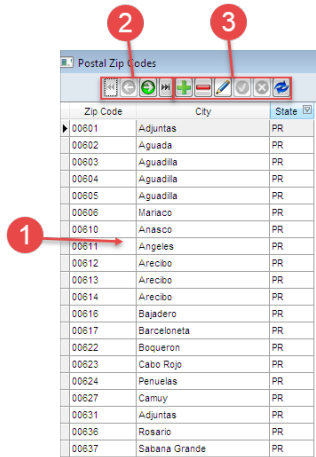 2
3
Postal Zip Codes
Zip Code City State
00601 Adjuntas PR
00602 Aguada PR
00603 Aguadilla PR
00604 Aguadilla PR
00605 Aguadilla PR
00606 Mariaco PR
00610 Anasco PR
1
00611 Angeles PR
00612 Arecibo PR
00613 Arecibo PR
00614 Arecibo PR
00616 Bajadero PR
00617 Barceloneta PR
00622 Boqueron PR
00623 Cabo Rojo PR
00624 Penuelas PR
00627 Camuy PR
00631 Adjuntas PR
00636 Rosario PR
00637 Sabana Grande PR